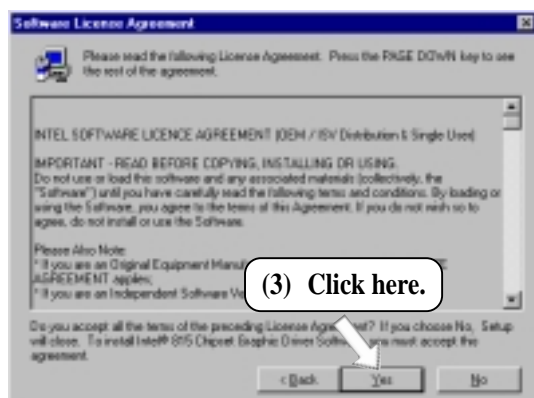 Software License Agreement
Please read the following License Agreement. Press the PAGE DOWN key to see
the rest of the agreement.
INTEL SOFTWARE LICENCE AGREEMENT (OEM / ISV Distribution & Single User)
IMPORTANT - READ BEFORE COPYING, INSTALLING OR USING.
Do not use or load this software and any associated materials (collectively, the
"Software") until you have carefully read the following terms and conditions. By loading or
using the Software, you agree to the terms of this Agreement. If you do not wish to so
agree, do not install or use the Software.
Please Also Note:
* If you are an Original Equipment
AGREEMENT applies;
* If you are an Independent Software
(3) Click here.
Do you accept all the terms of the preceding License? If you choose No, Setup
will close. To install Intel® 815 Chipset Graphic Driver you must accept this
agreement.
< Back
Yes
No